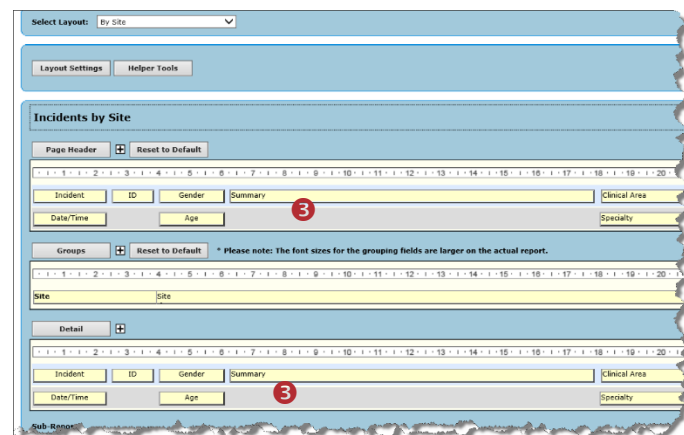 Select Layout: By Site
Layout Settings Helper Tools
Incidents by Site
Page Header + Reset to Default
1 2 3 4 5 6 7 8 9 10 11 12 13 14 15 16 17 18 19 20
Incident ID Gender Summary Clinical Area
3
Date/Time Age Specialty
Groups + Reset to Default * Please note: The font sizes for the grouping fields are larger on the actual report.
1 2 3 4 5 6 7 8 9 10 11 12 13 14 15 16 17 18 19 20
Site Site
Detail +
1 2 3 4 5 6 7 8 9 10 11 12 13 14 15 16 17 18 19 20
Incident ID Gender Summary Clinical Area
Date/Time Age 3 Specialty